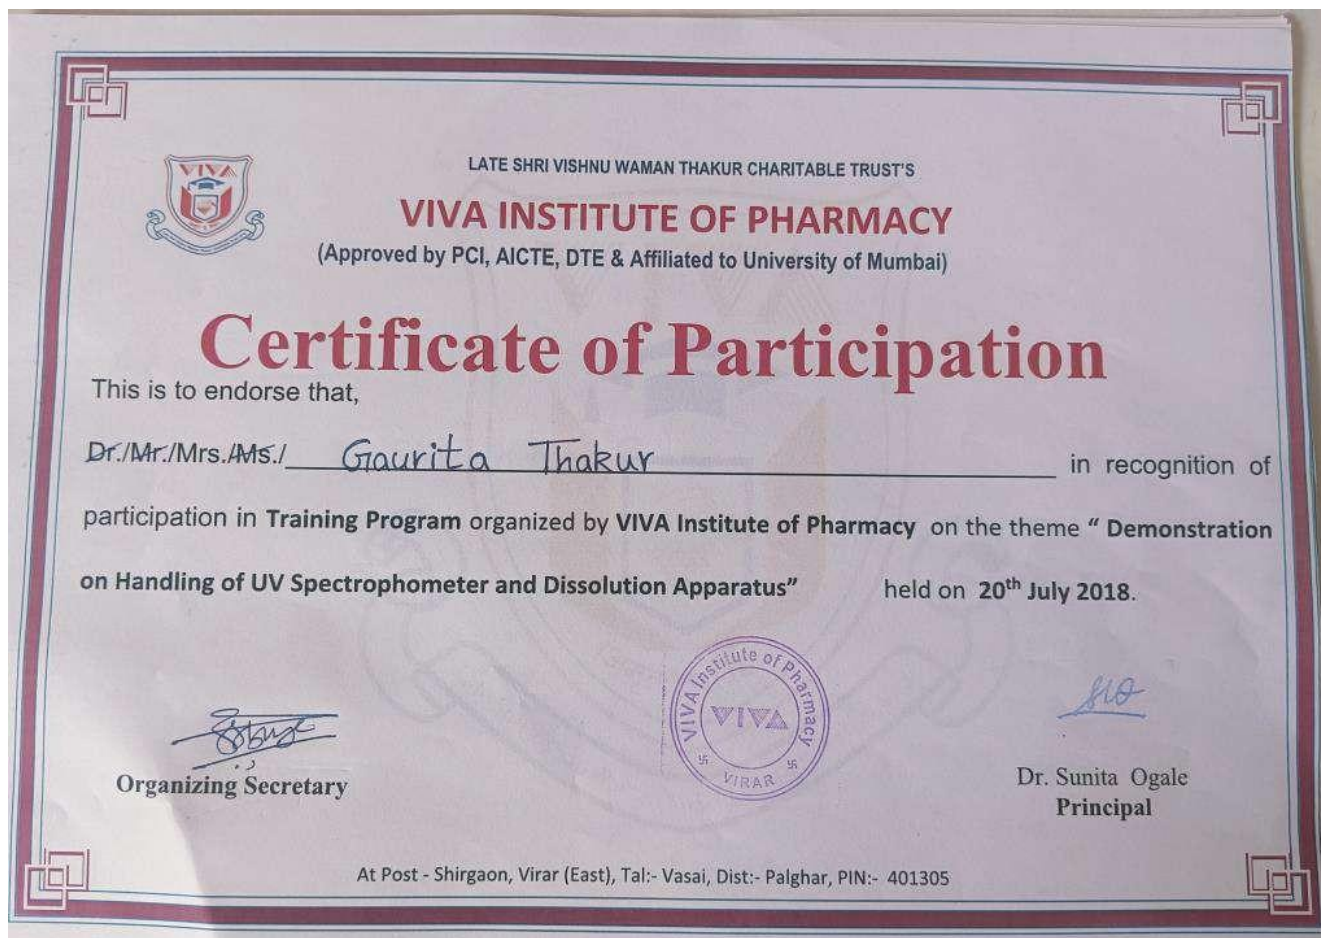 VIVA
LATE SHRI VISHNU WAMAN THAKUR CHARITABLE TRUST'S
VIVA INSTITUTE OF PHARMACY
(Approved by PCI, AICTE, DTE & Affiliated to University of Mumbai)
Certificate of Participation
This is to endorse that,
Dr./Mr./Mrs./Ms./ Gaurita Thakur in recognition of
participation in Training Program organized by VIVA Institute of Pharmacy on the theme “ Demonstration
on Handling of UV Spectrophometer and Dissolution Apparatus” held on 20th July 2018.
VIVA Institute of Pharmacy
VIVA
VIRAR
Organizing Secretary
Dr. Sunita Ogale
Principal
At Post - Shirgaon, Virar (East), Tal:- Vasai, Dist:- Palghar, PIN:- 401305